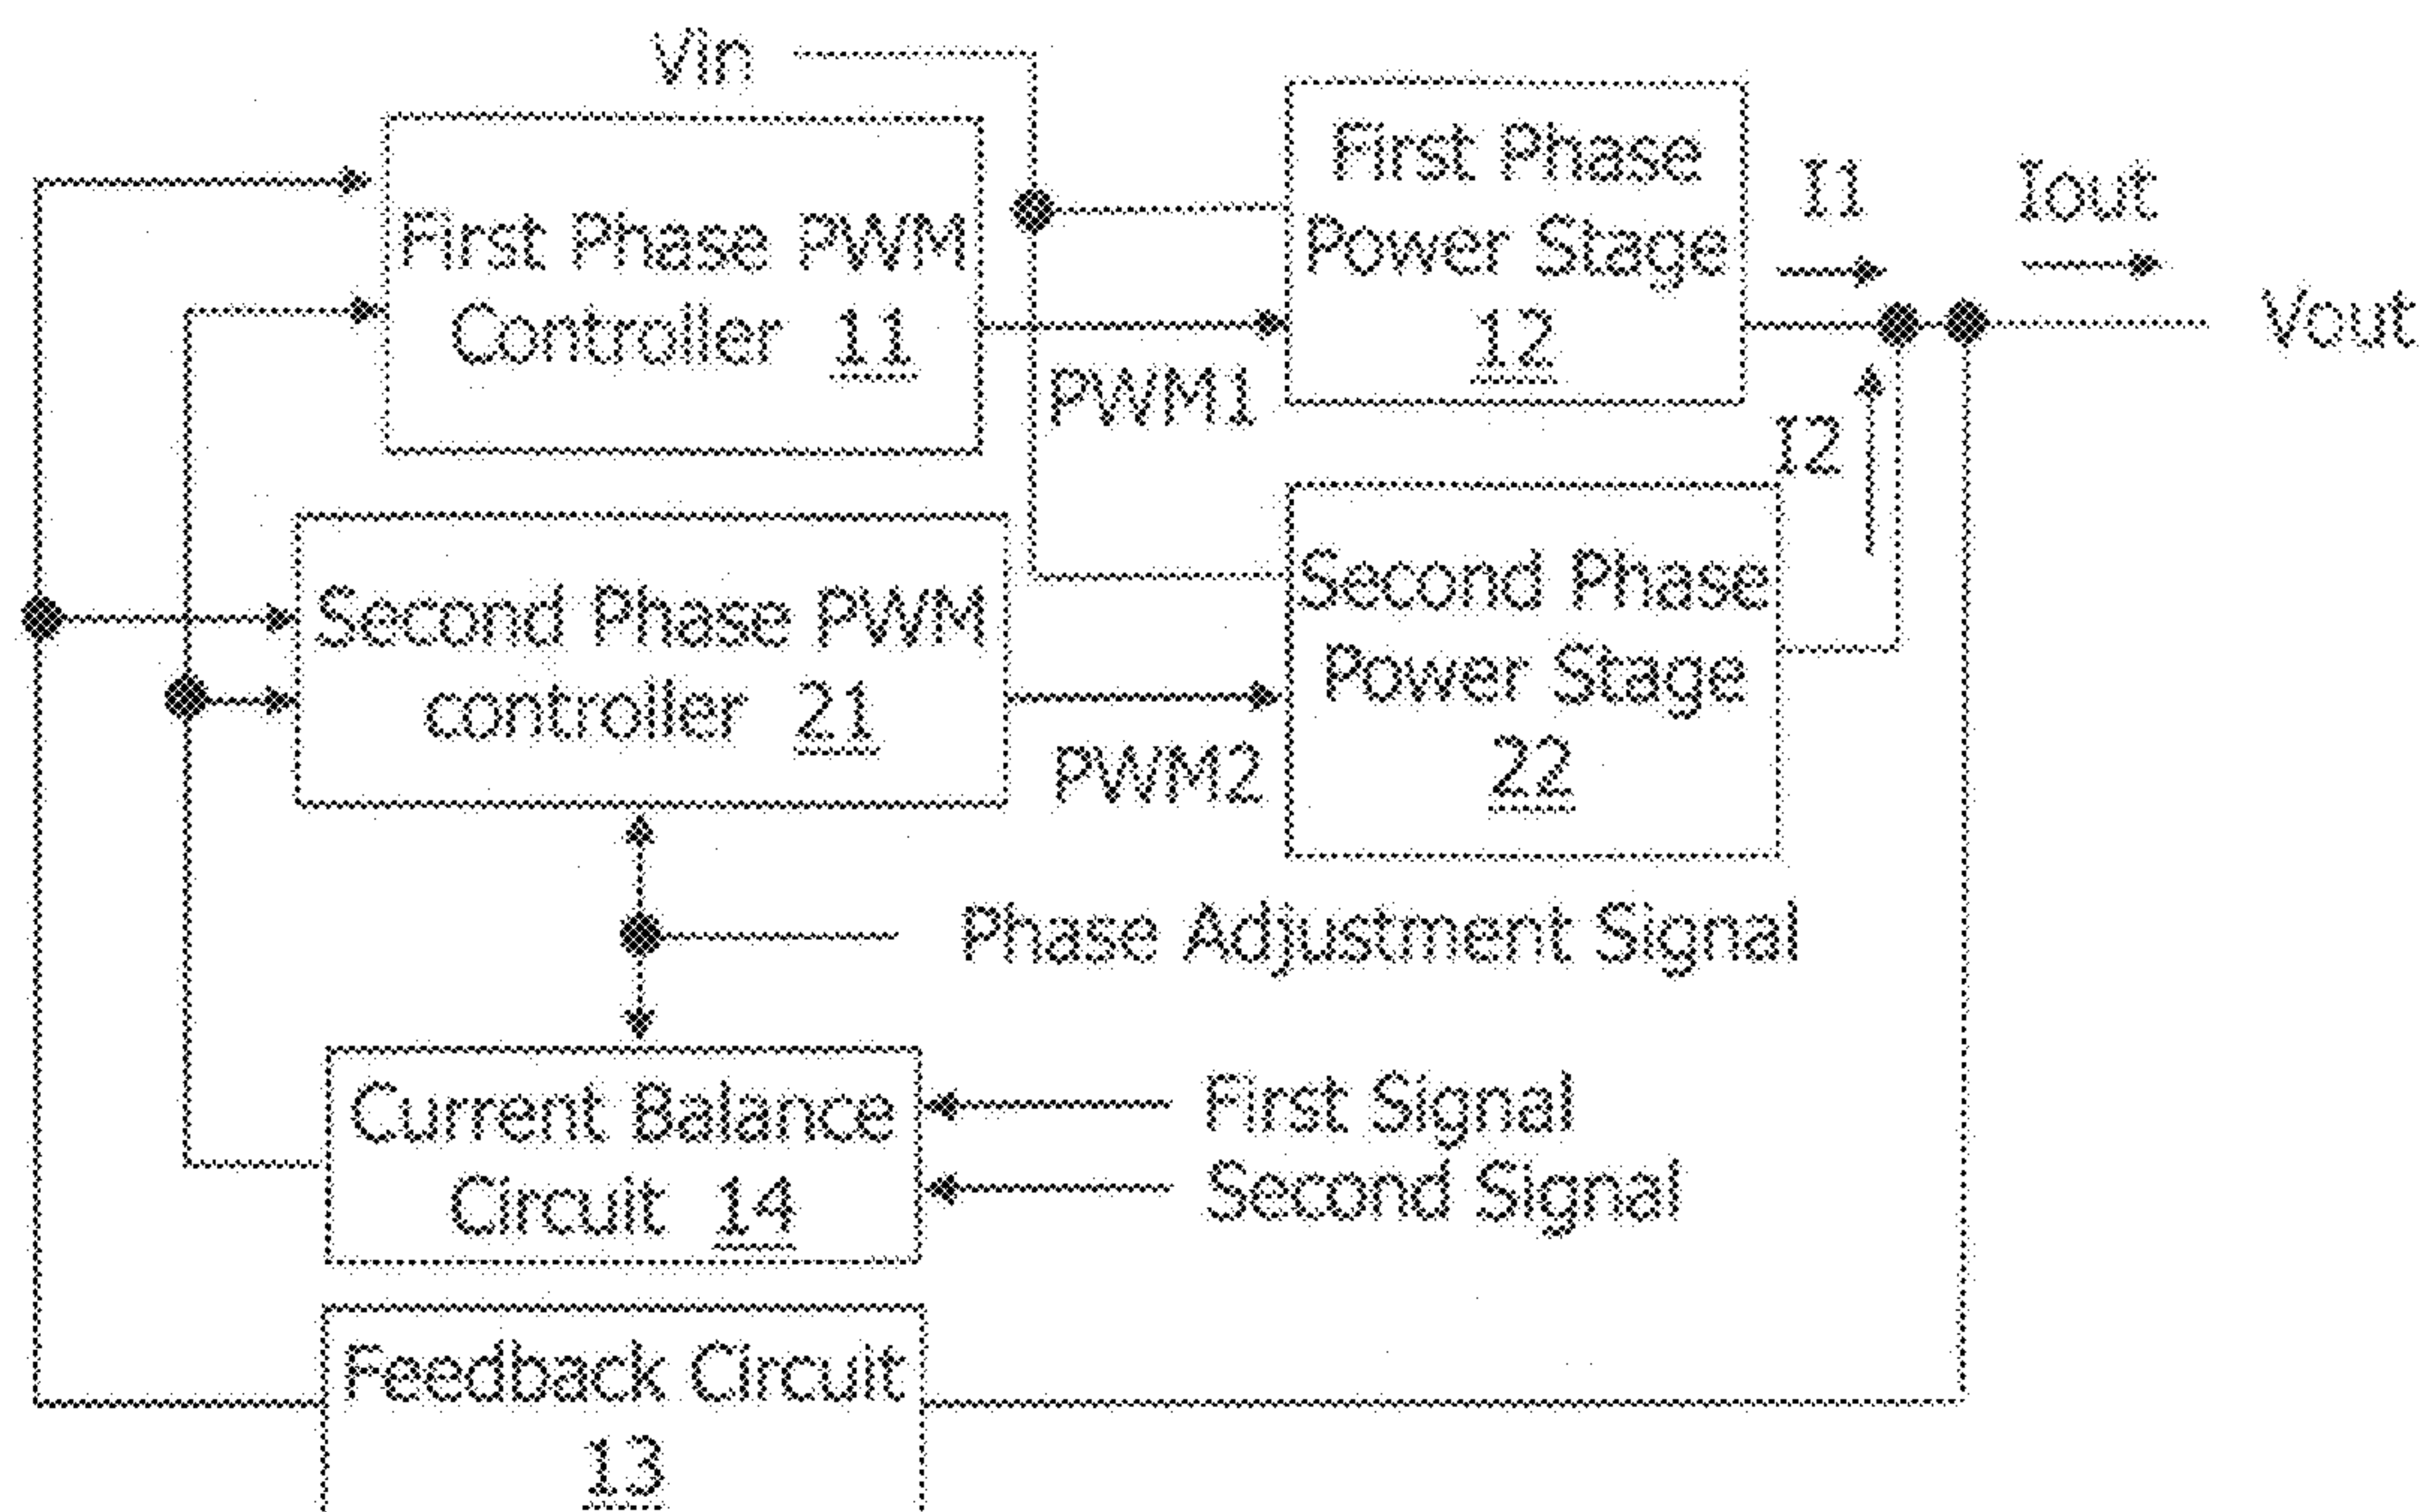 Vin
First Phase PWM
Controller 11
First Phase
Power Stage
12
I1
Iout
Vout
PWM1
I2
Second Phase PWM
controller 21
Second Phase
Power Stage
22
PWM2
Phase Adjustment Signal
Current Balance
Circuit 14
First Signal
Second Signal
Feedback Circuit
13